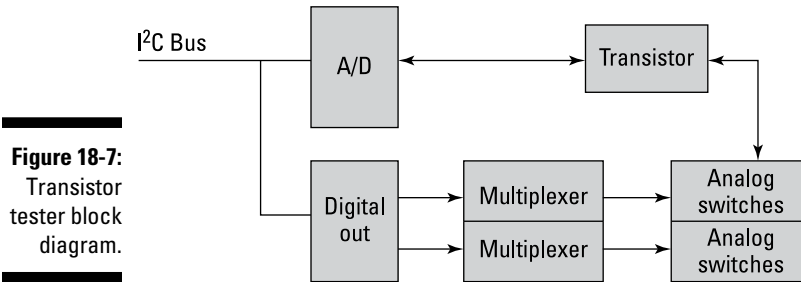 I²C Bus
A/D
Transistor
Figure 18-7:
Transistor
tester block
diagram.
Digital
out
Multiplexer
Multiplexer
Analog
switches
Analog
switches